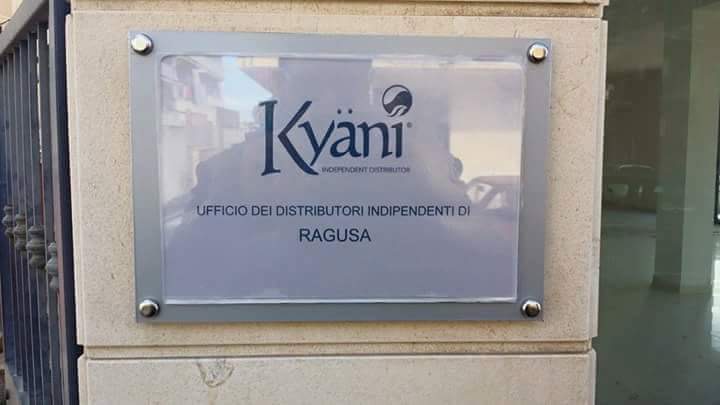 Kyäni®
INDEPENDENT DISTRIBUTOR
UFFICIO DEI DISTRIBUTORI INDIPENDENTI DI
RAGUSA